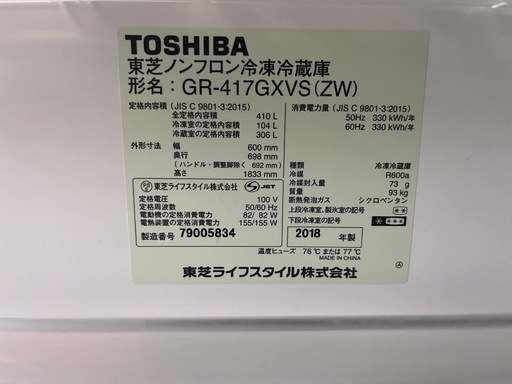 TOSHIBA
東芝ノンフロン冷凍冷蔵庫
形名：GR-417GXVS(ZW)
定格内容積 (JIS C 9801-3:2015)
全定格内容積 410 L
冷凍室の定格内容積 104 L
冷蔵室の定格内容積 306 L
外形寸法 幅 600 mm
奥行 698 mm
(ハンドル・調整脚除く 692 mm)
高さ 1833 mm
東芝ライフスタイル株式会社 JET
定格電圧 100 V
定格周波数 50/60 Hz
電動機の定格消費電力 82/ 82 W
電熱装置の定格消費電力 155/155 W
製造番号 79005834
消費電力量 (JIS C 9801-3:2015)
50Hz 330 kWh/年
60Hz 330 kWh/年
種類 冷凍冷蔵庫
冷媒 R600a
冷媒封入量 73 g
質量 93 kg
断熱発泡ガス シクロペンタン
上段冷凍室、製氷室の記号
下段冷凍室の記号
2018 年製
温度ヒューズ 76 ℃ または 77 ℃
MADE IN CHINA
東芝ライフスタイル株式会社
Ⓐ